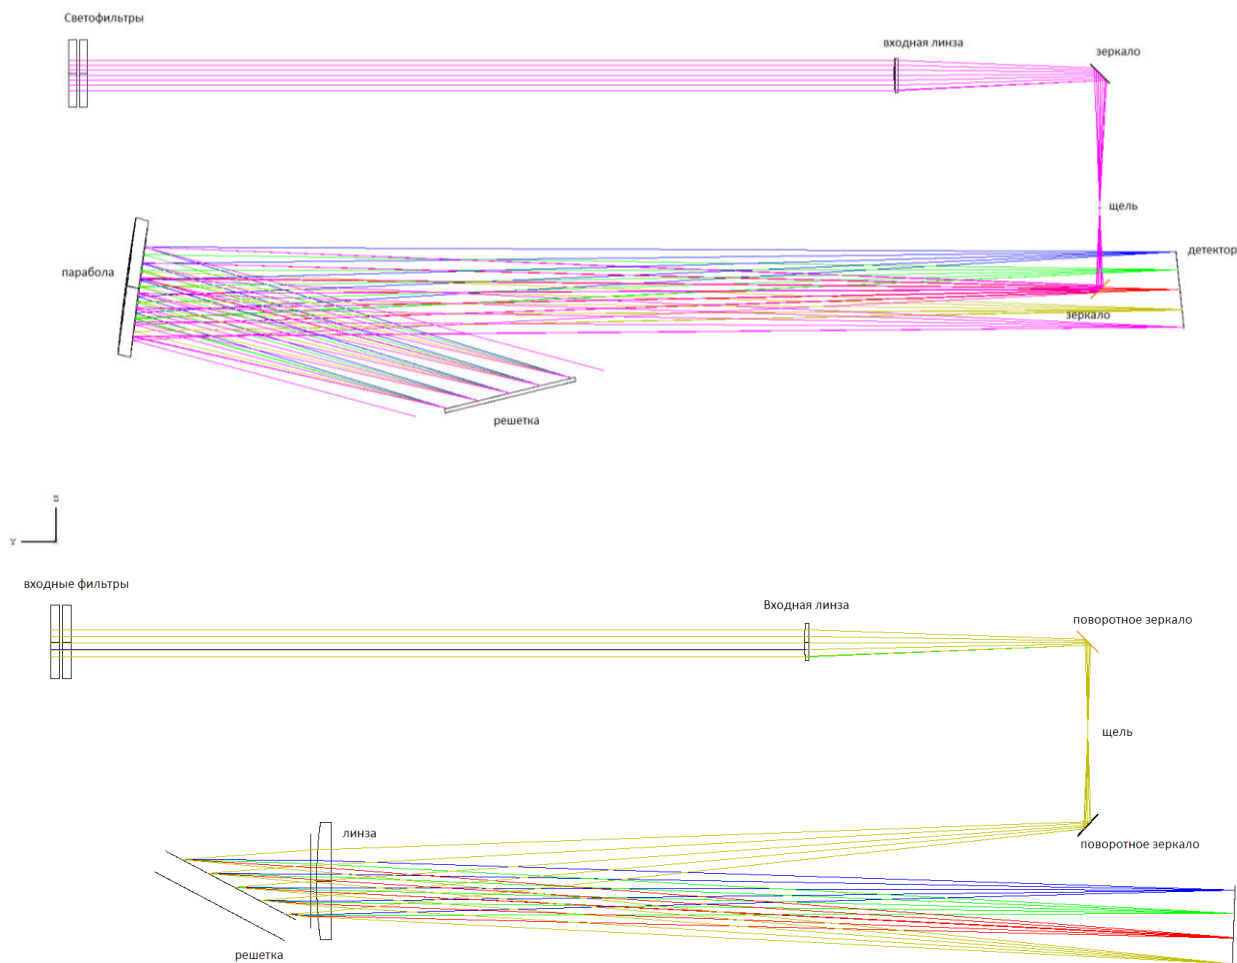 Светофильтры
входная линза
зеркало
щель
детектор
парабола
зеркало
решетка
Z
Y
входные фильтры
Входная линза
поворотное зеркало
щель
линза
поворотное зеркало
решетка